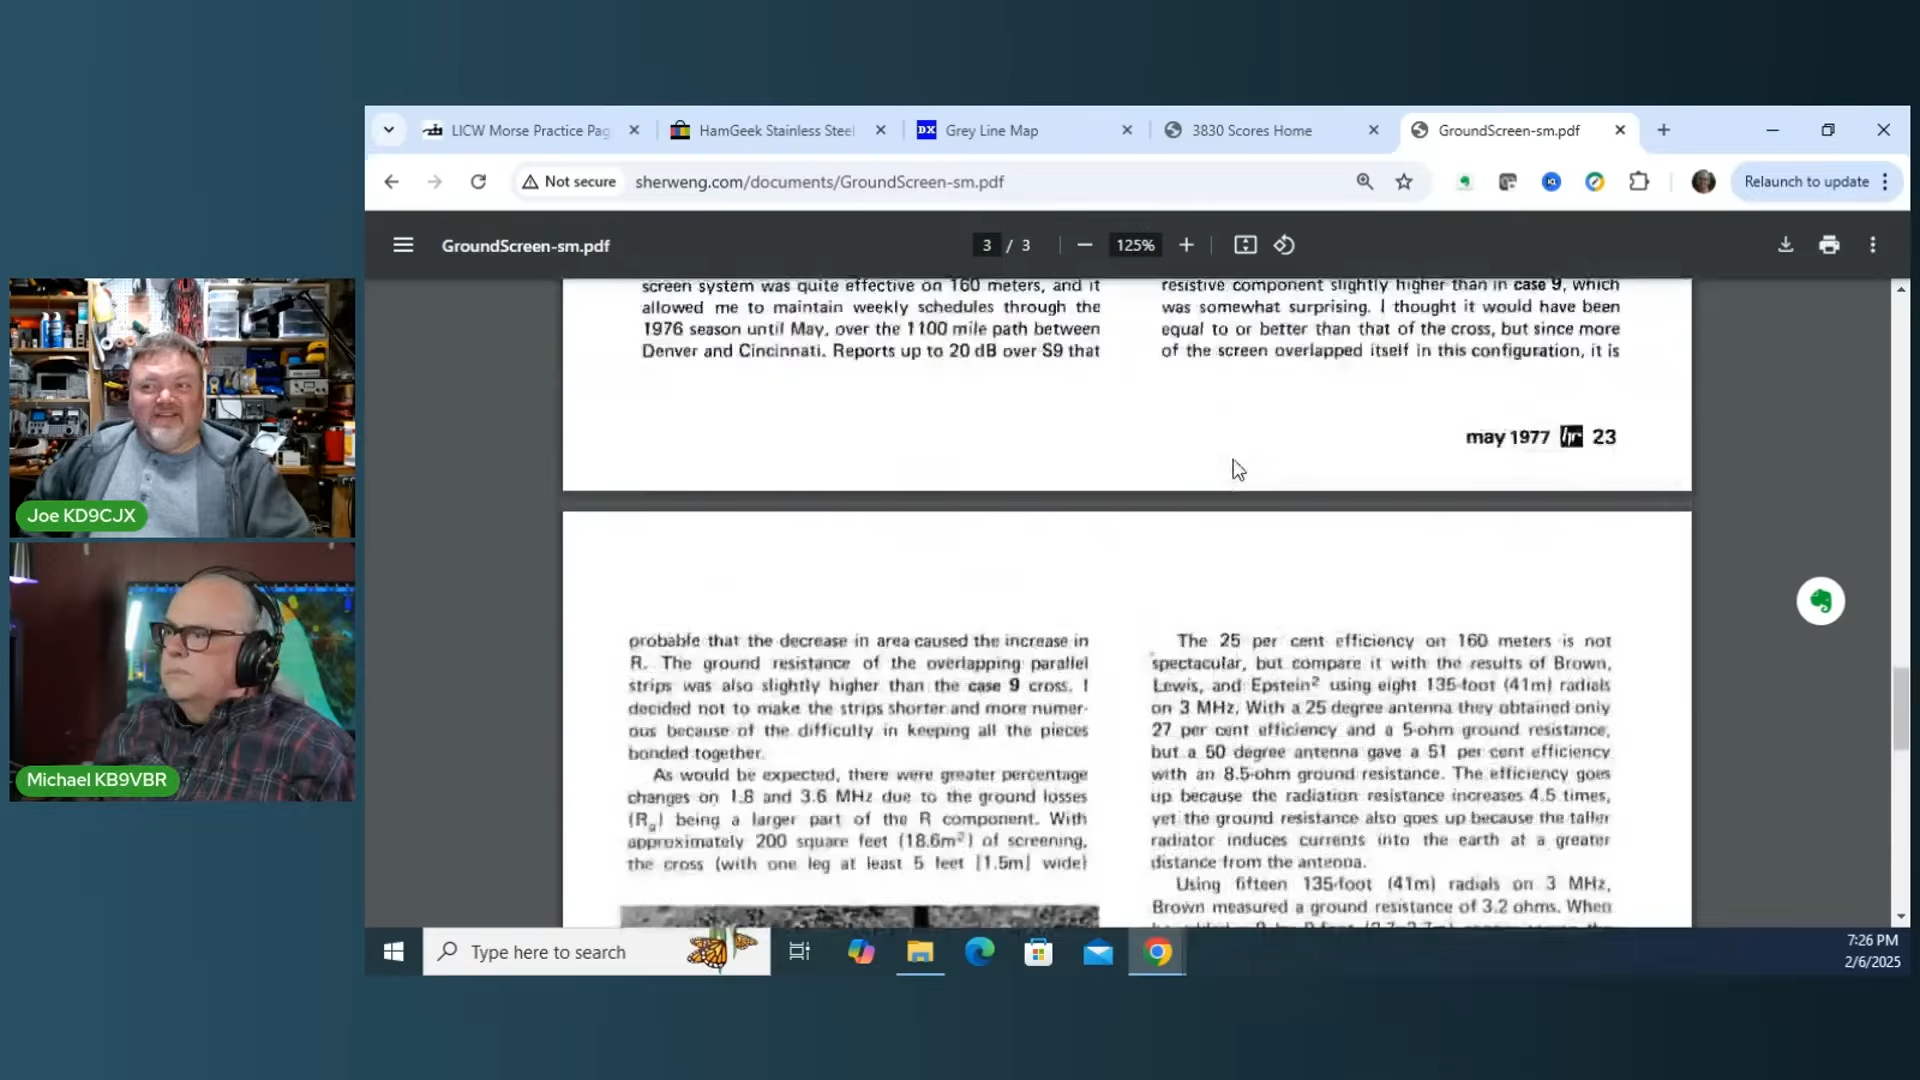 LICW Morse Practice Pag
HamGeek Stainless Steel
DX
Grey Line Map
3830 Scores Home
GroundScreen-sm.pdf
Not secure
sherweng.com/documents/GroundScreen-sm.pdf
Relaunch to update
GroundScreen-sm.pdf
3 / 3
125%
screen system was quite effective on 160 meters, and it
allowed me to maintain weekly schedules through the
1976 season until May, over the 1100 mile path between
Denver and Cincinnati. Reports up to 20 dB over S9 that
resistive component slightly higher than in case 9, which
was somewhat surprising. I thought it would have been
equal to or better than that of the cross, but since more
of the screen overlapped itself in this configuration, it is
may 1977 hr 23
probable that the decrease in area caused the increase in
R. The ground resistance of the overlapping parallel
strips was also slightly higher than the case 9 cross. I
decided not to make the strips shorter and more numer-
ous because of the difficulty in keeping all the pieces
bonded together.
As would be expected, there were greater percentage
changes on 1.8 and 3.6 MHz due to the ground losses
(Rg) being a larger part of the R component. With
approximately 200 square feet (18.6m²) of screening,
the cross (with one leg at least 5 feet [1.5m] wide)
The 25 per cent efficiency on 160 meters is not
spectacular, but compare it with the results of Brown,
Lewis, and Epstein² using eight 135-foot (41m) radials
on 3 MHz. With a 25 degree antenna they obtained only
27 per cent efficiency and a 5-ohm ground resistance,
but a 50 degree antenna gave a 51 per cent efficiency
with an 8.5-ohm ground resistance. The efficiency goes
up because the radiation resistance increases 4.5 times,
yet the ground resistance also goes up because the taller
radiator induces currents into the earth at a greater
distance from the antenna.
Using fifteen 135-foot (41m) radials on 3 MHz,
Brown measured a ground resistance of 3.2 ohms. When
Joe KD9CJX
Michael KB9VBR
Type here to search
7:26 PM
2/6/2025